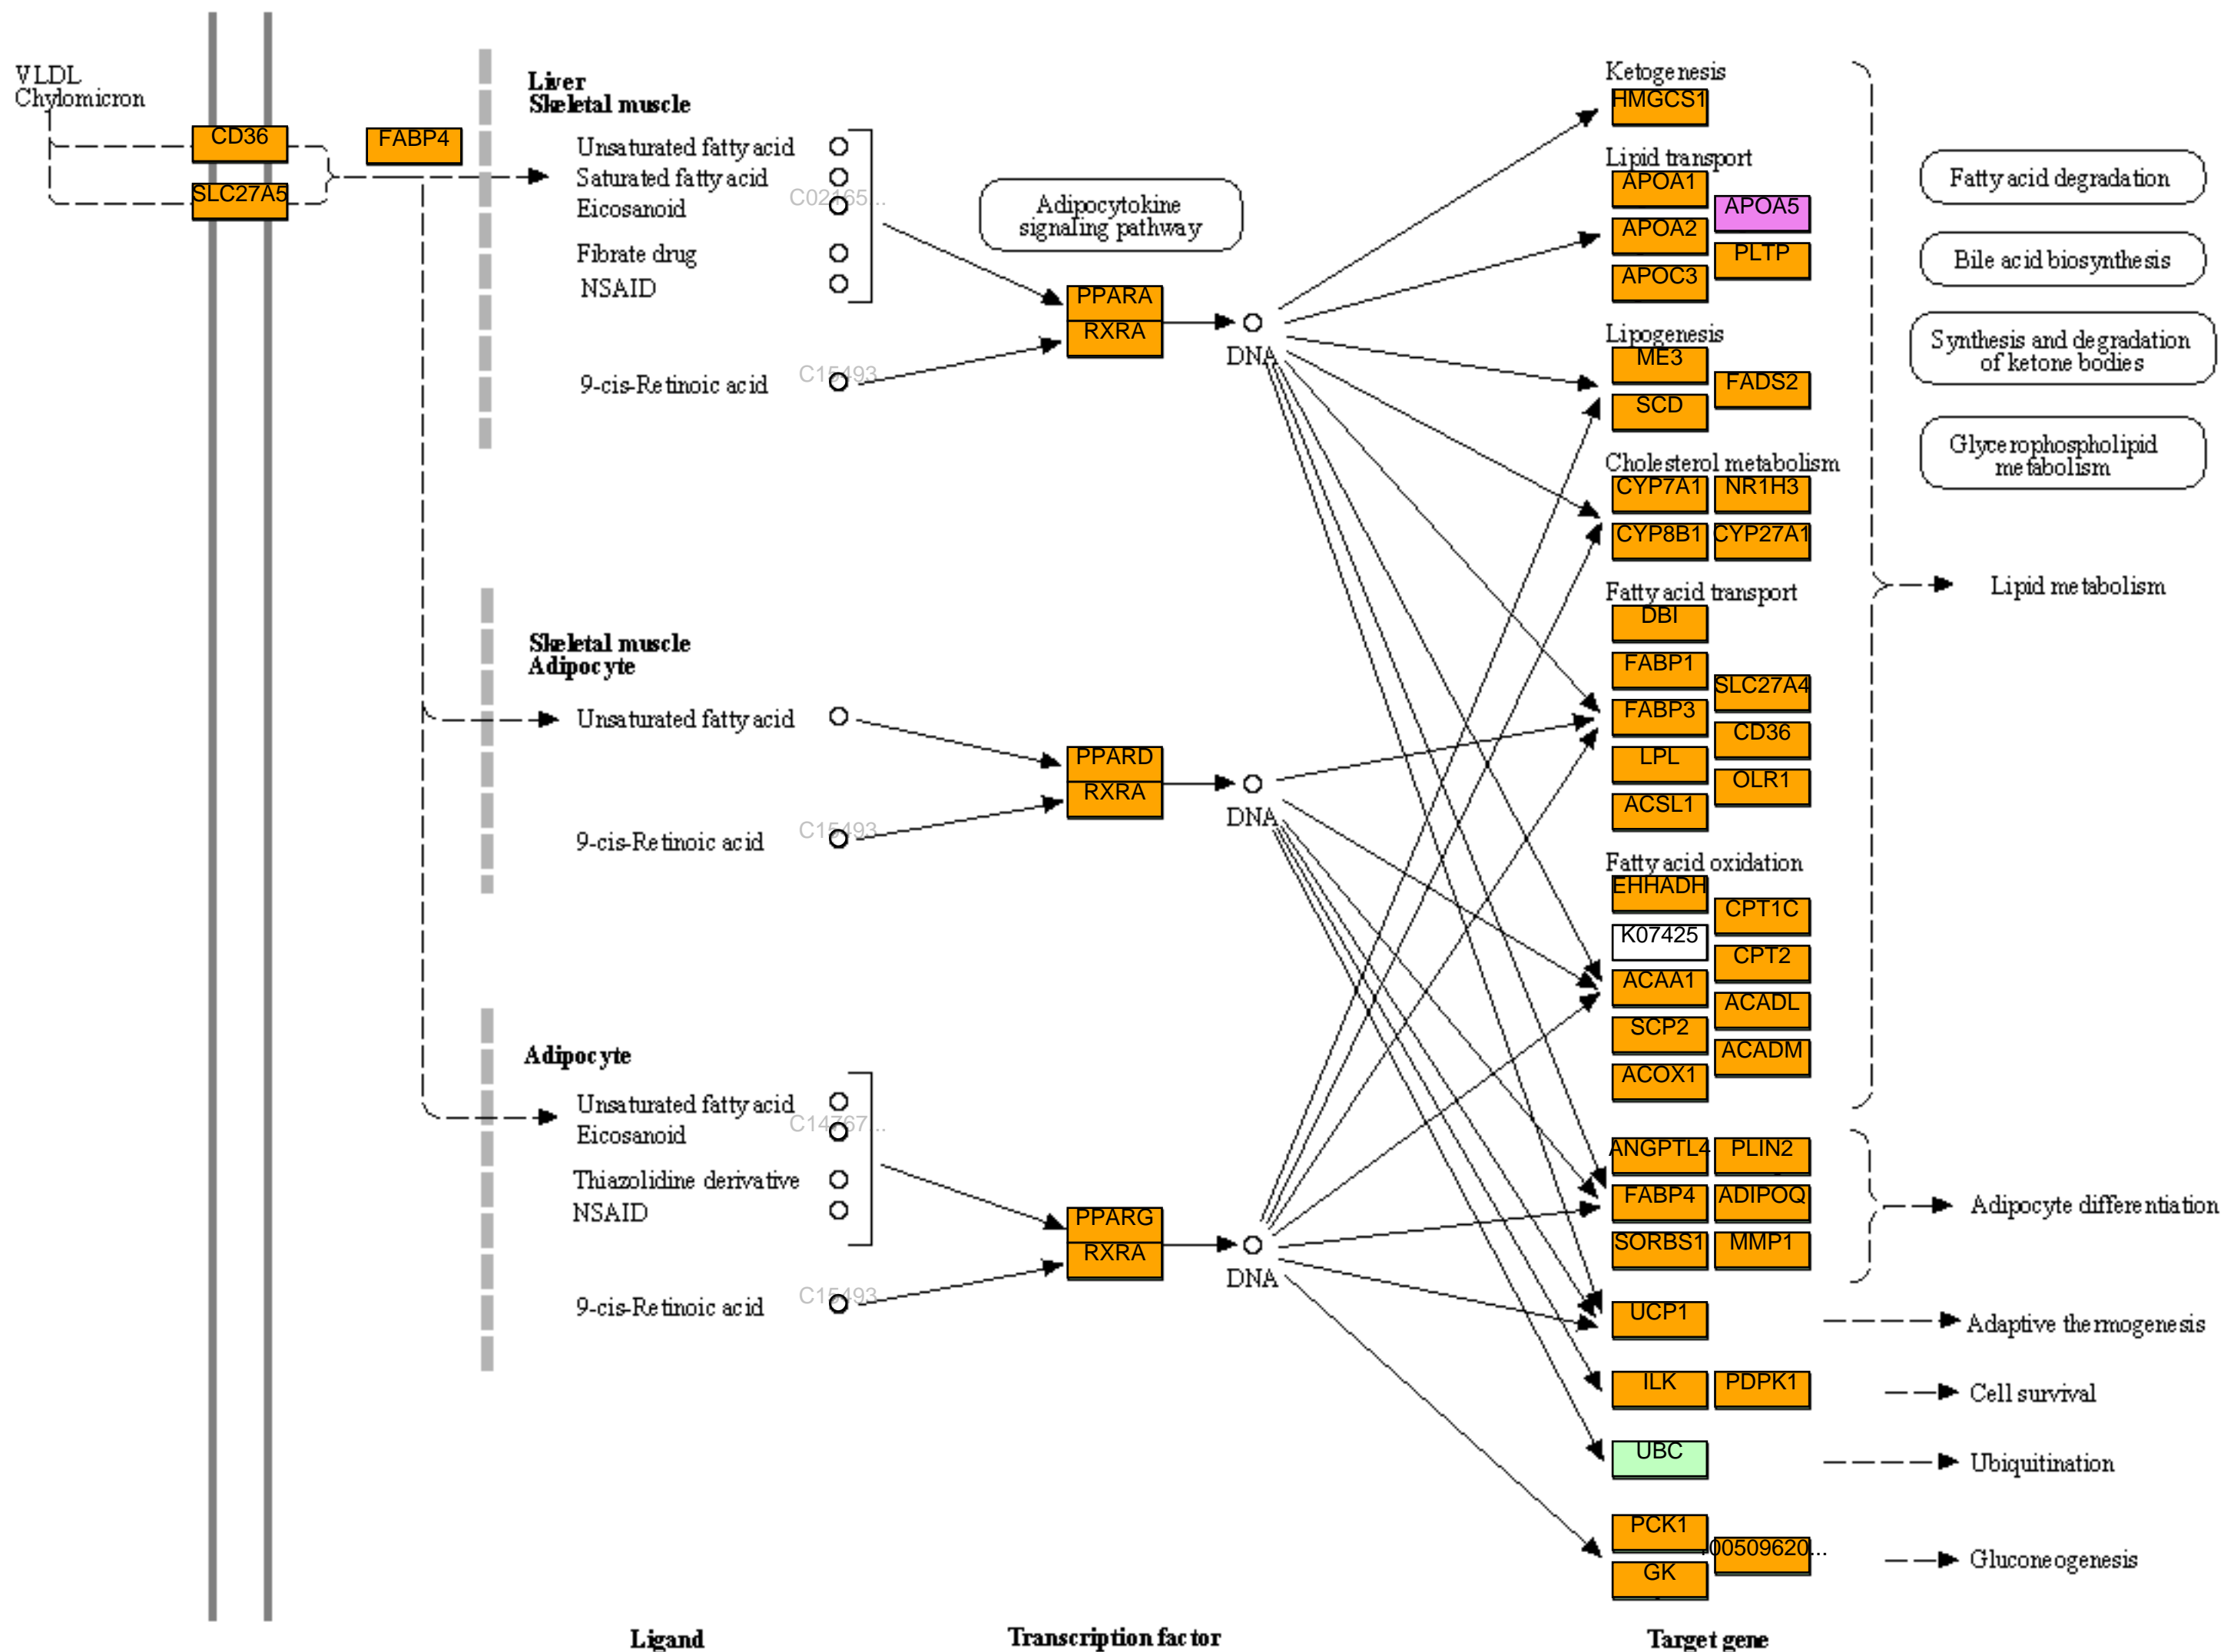 VLDL
Chylomicron
CD36
SLC27A5
FABP4
Liver
Skeletal muscle
Unsaturated fatty acid
Saturated fatty acid
Eicosanoid
C02165...
Fibrate drug
NSAID
9-cis-Retinoic acid
C15493
Adipocytokine
signaling pathway
PPARA
RXRA
DNA
Skeletal muscle
Adipocyte
Unsaturated fatty acid
9-cis-Retinoic acid
C15493
PPARD
RXRA
DNA
Adipocyte
Unsaturated fatty acid
C14767...
Eicosanoid
Thiazolidine derivative
NSAID
9-cis-Retinoic acid
C15493
PPARG
RXRA
DNA
Ketogenesis
HMGCS1
Lipid transport
APOA1
APOA5
APOA2
PLTP
APOC3
Lipogenesis
ME3
FADS2
SCD
Cholesterol metabolism
CYP7A1 NR1H3
CYP8B1 CYP27A1
Fatty acid transport
DBI
FABP1
SLC27A4
FABP3
CD36
LPL
OLR1
ACSL1
Fatty acid oxidation
EHHADH
CPT1C
K07425
CPT2
ACAA1
ACADL
SCP2
ACADM
ACOX1
ANGPTL4 PLIN2
FABP4 ADIPOQ
SORBS1 MMP1
UCP1
ILK PDPK1
UBC
PCK1
00509620...
GK
Fatty acid degradation
Bile acid biosynthesis
Synthesis and degradation
of ketone bodies
Glycerophospholipid
metabolism
Lipid metabolism
Adipocyte differentiation
Adaptive thermogenesis
Cell survival
Ubiquitination
Gluconeogenesis
Ligand
Transcription factor
Target gene